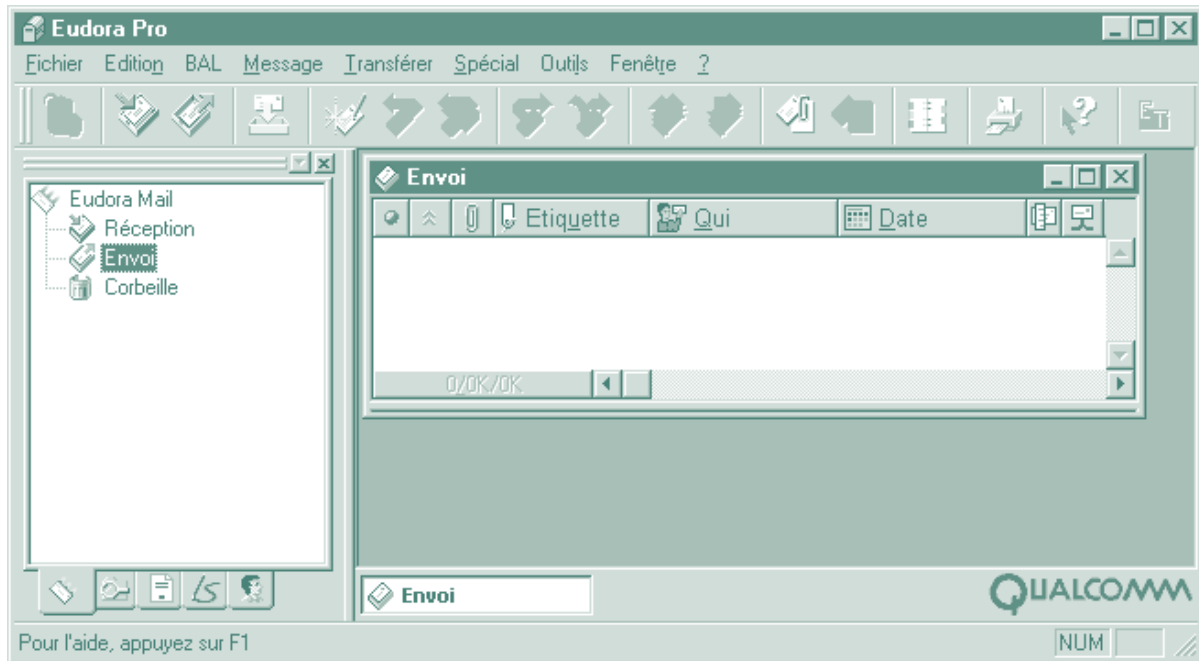 Eudora Pro
Fichier Edition BAL Message Transférer Spécial Outils Fenêtre ?
ET
Eudora Mail
Réception
Envoi
Corbeille
Envoi
Etiquette Qui Date
0/0K/0K
Envoi
QUALCOMM
Pour l'aide, appuyez sur F1
NUM